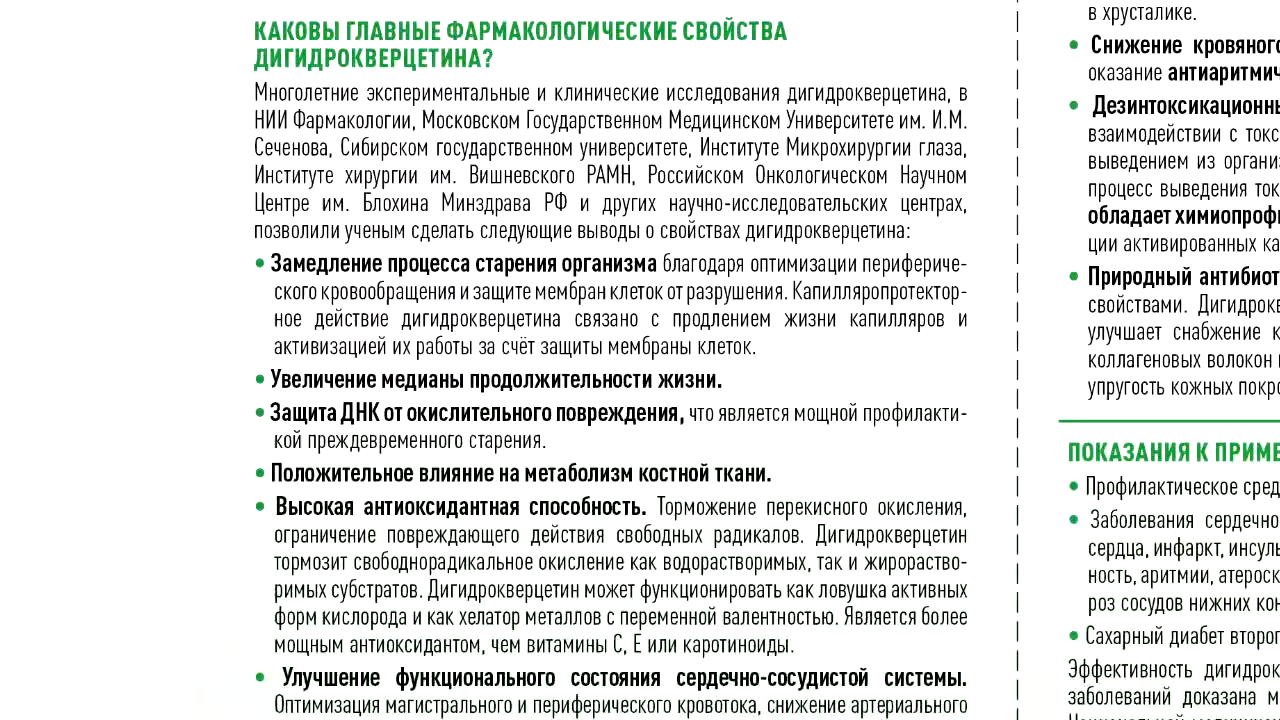 КАКОВЫ ГЛАВНЫЕ ФАРМАКОЛОГИЧЕСКИЕ СВОЙСТВА
ДИГИДРОКВЕРЦЕТИНА?
Многолетние экспериментальные и клинические исследования дигидрокверцетина, в
НИИ Фармакологии, Московском Государственном Медицинском Университете им. И.М.
Сеченова, Сибирском государственном университете, Институте Микрохирургии глаза,
Институте хирургии им. Вишневского РАМН, Российском Онкологическом Научном
Центре им. Блохина Минздрава РФ и других научно-исследовательских центрах,
позволили ученым сделать следующие выводы о свойствах дигидрокверцетина:
• Замедление процесса старения организма благодаря оптимизации перифериче-
ского кровообращения и защите мембран клеток от разрушения. Капилляропротектор-
ное действие дигидрокверцетина связано с продлением жизни капилляров и
активизацией их работы за счёт защиты мембраны клеток.
• Увеличение медианы продолжительности жизни.
• Защита ДНК от окислительного повреждения, что является мощной профилакти-
кой преждевременного старения.
• Положительное влияние на метаболизм костной ткани.
• Высокая антиоксидантная способность. Торможение перекисного окисления,
ограничение повреждающего действия свободных радикалов. Дигидрокверцетин
тормозит свободнорадикальное окисление как водорастворимых, так и жирораство-
римых субстратов. Дигидрокверцетин может функционировать как ловушка активных
форм кислорода и как хелатор металлов с переменной валентностью. Является более
мощным антиоксидантом, чем витамины С, Е или каротиноиды.
• Улучшение функционального состояния сердечно-сосудистой системы.
Оптимизация магистрального и периферического кровотока, снижение артериального
в хрусталике.
• Снижение кровяного
оказание антиаритмич
• Дезинтоксикационны
взаимодействии с токс
выведением из органи
процесс выведения ток
обладает химиопрофи
ции активированных ка
• Природный антибиот
свойствами. Дигидрокв
улучшает снабжение к
коллагеновых волокон
упругость кожных покро
ПОКАЗАНИЯ К ПРИМЕ
• Профилактическое сред
• Заболевания сердечно
сердца, инфаркт, инсуль
ность, аритмии, атероск
роз сосудов нижних кон
• Сахарный диабет второг
Эффективность дигидрок
заболеваний доказана м